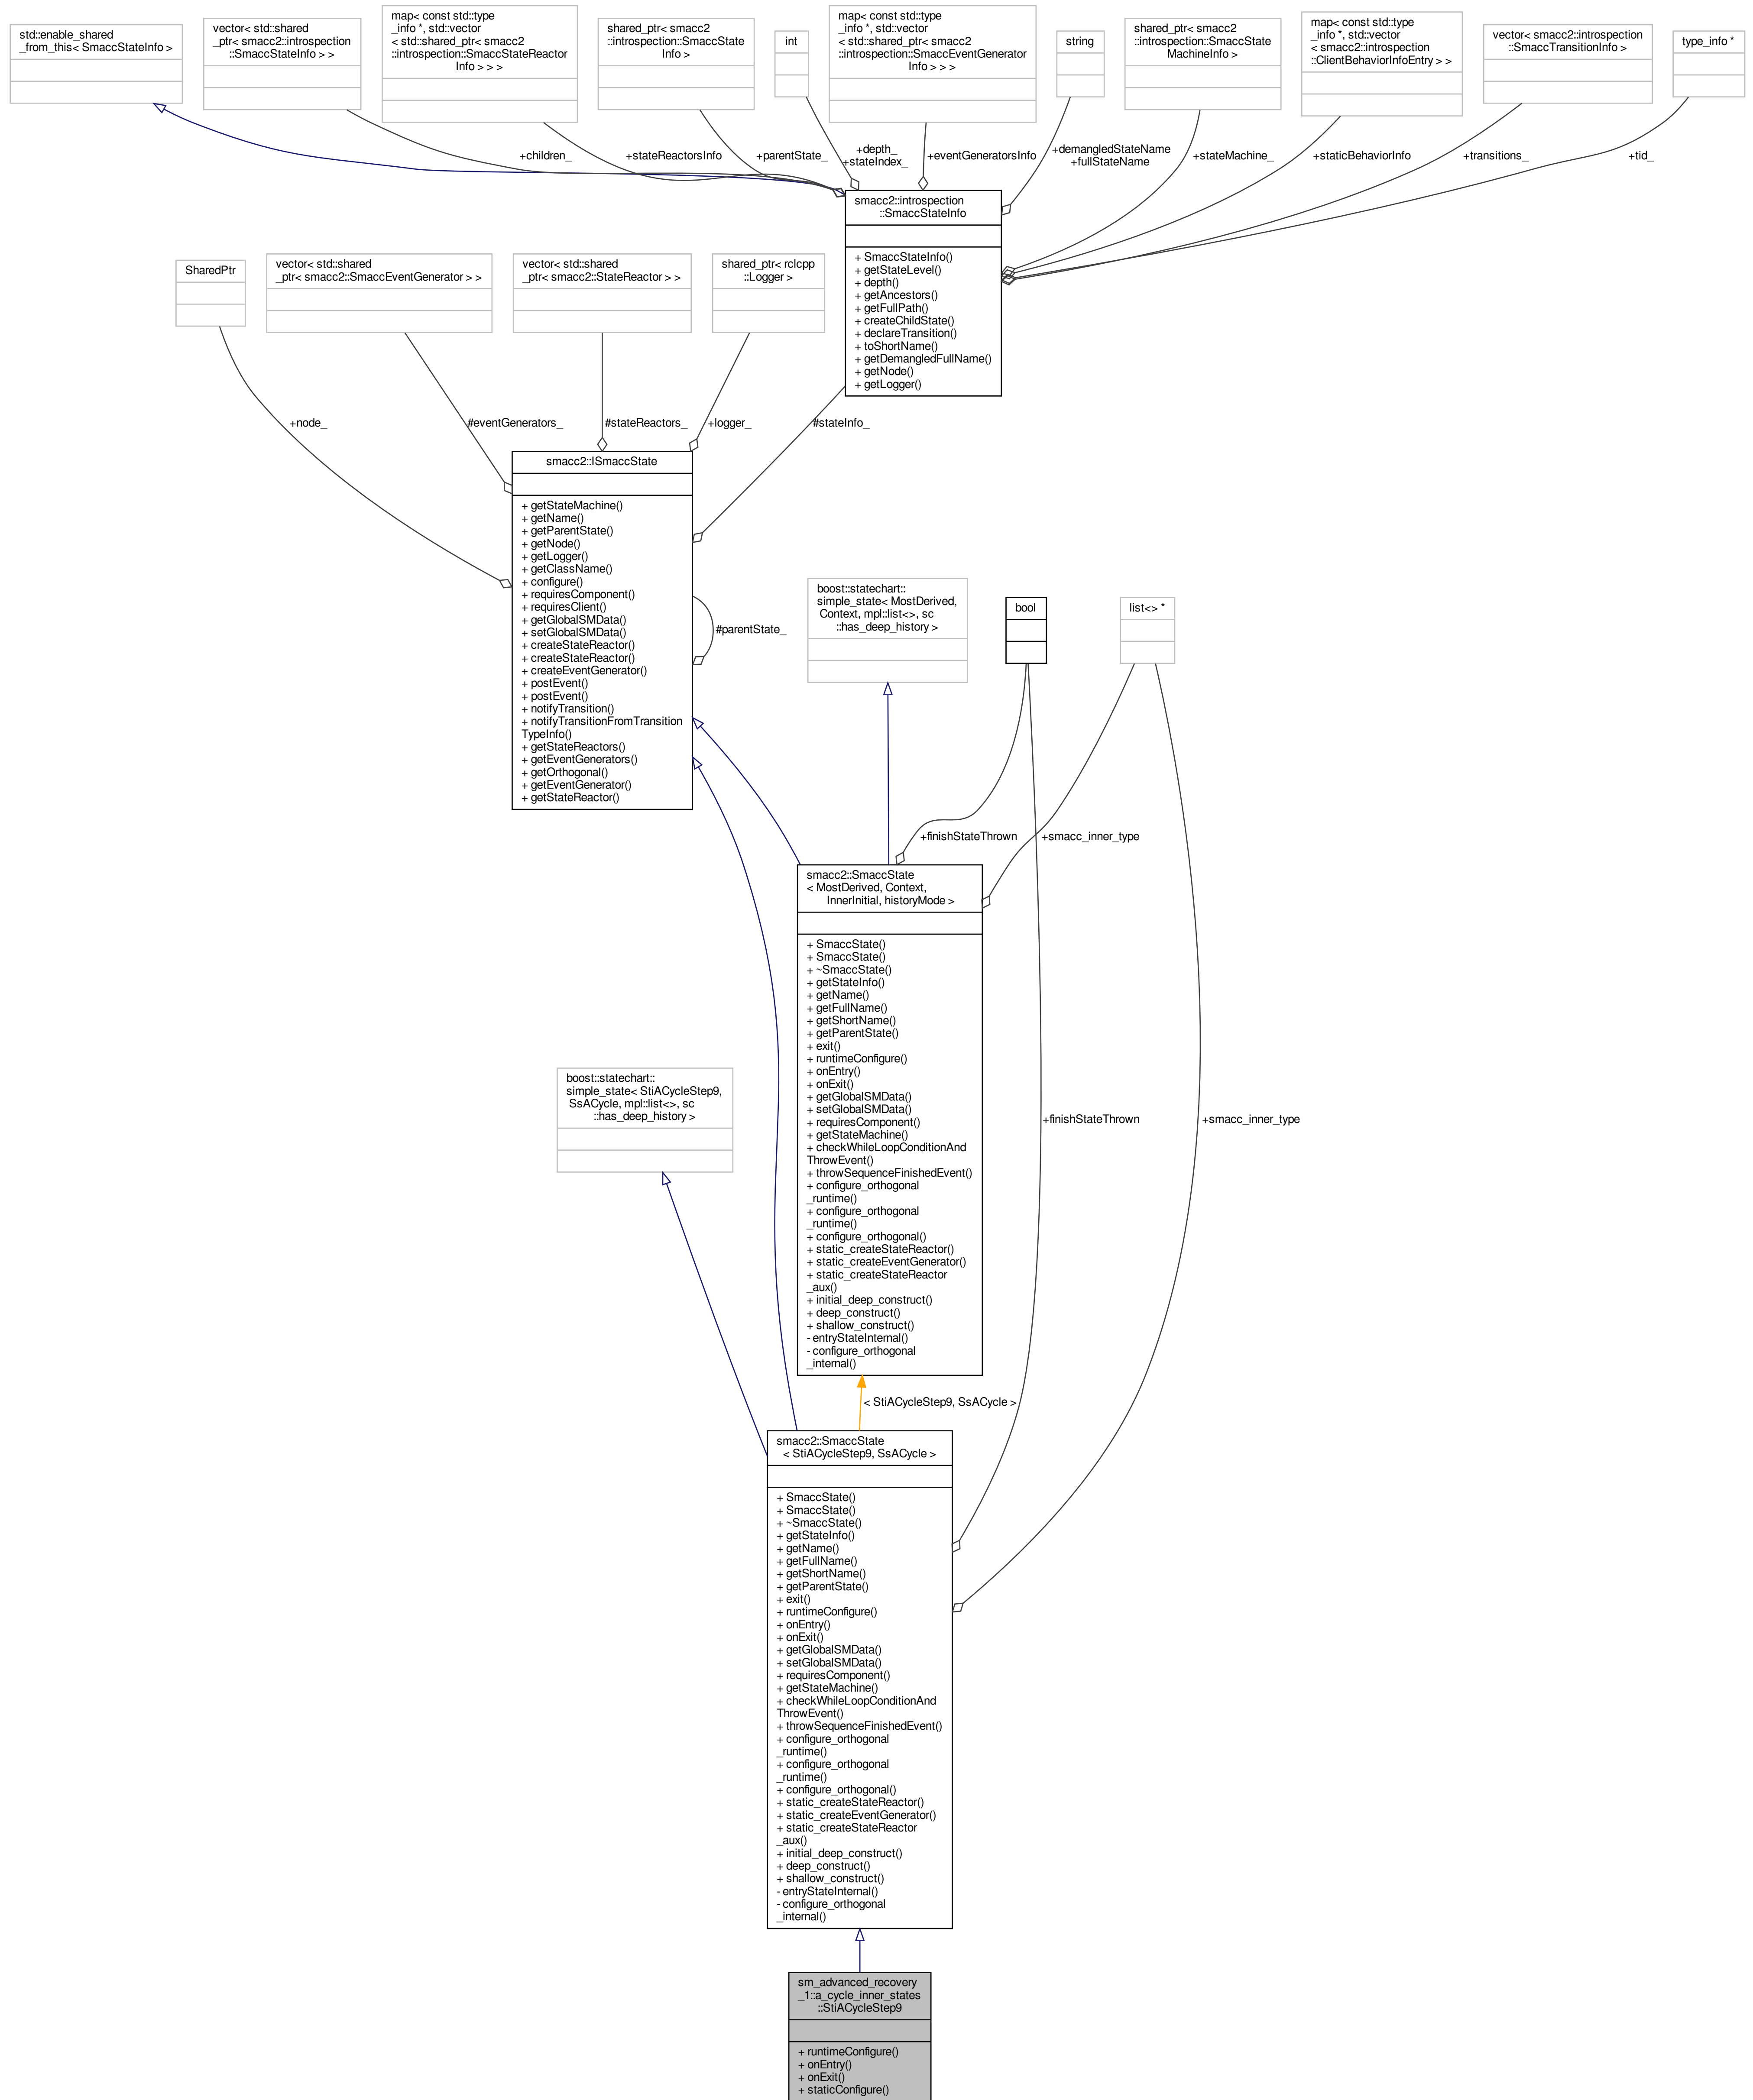 std::enable_shared
_from_this< SmaccStateInfo >
vector< std::shared
_ptr< smacc2::introspection
::SmaccStateInfo > >
map< const std::type
_info *, std::vector
< std::shared_ptr< smacc2
::introspection::SmaccStateReactor
Info > > >
shared_ptr< smacc2
::introspection::SmaccState
Info >
int
map< const std::type
_info *, std::vector
< std::shared_ptr< smacc2
::introspection::SmaccEventGenerator
Info > > >
string
shared_ptr< smacc2
::introspection::SmaccState
MachineInfo >
map< const std::type
_info *, std::vector
< smacc2::introspection
::ClientBehaviorInfoEntry > >
vector< smacc2::introspection
::SmaccTransitionInfo >
type_info *
+children_
+stateReactorsInfo
+parentState_
+depth_
+stateIndex_
+eventGeneratorsInfo
+demangledStateName
+fullStateName
+stateMachine_
+staticBehaviorInfo
+transitions_
+tid_
smacc2::introspection
::SmaccStateInfo
+ SmaccStateInfo()
+ getStateLevel()
+ depth()
+ getAncestors()
+ getFullPath()
+ createChildState()
+ declareTransition()
+ toShortName()
+ getDemangledFullName()
+ getNode()
+ getLogger()
SharedPtr
vector< std::shared
_ptr< smacc2::SmaccEventGenerator > >
vector< std::shared
_ptr< smacc2::StateReactor > >
shared_ptr< rclcpp
::Logger >
+node_
#eventGenerators_
#stateReactors_
+logger_
#stateInfo_
smacc2::ISmaccState
+ getStateMachine()
+ getName()
+ getParentState()
+ getNode()
+ getLogger()
+ getClassName()
+ configure()
+ requiresComponent()
+ requiresClient()
+ getGlobalSMData()
+ setGlobalSMData()
+ createStateReactor()
+ createStateReactor()
+ createEventGenerator()
+ postEvent()
+ postEvent()
+ notifyTransition()
+ notifyTransitionFromTransition
TypeInfo()
+ getStateReactors()
+ getEventGenerators()
+ getOrthogonal()
+ getEventGenerator()
+ getStateReactor()
#parentState_
boost::statechart::
simple_state< MostDerived,
Context, mpl::list<>, sc
::has_deep_history >
bool
list<> *
+finishStateThrown
+smacc_inner_type
smacc2::SmaccState
< MostDerived, Context,
InnerInitial, historyMode >
+ SmaccState()
+ SmaccState()
+ ~SmaccState()
+ getStateInfo()
+ getName()
+ getFullName()
+ getShortName()
+ getParentState()
+ exit()
+ runtimeConfigure()
+ onEntry()
+ onExit()
+ getGlobalSMData()
+ setGlobalSMData()
+ requiresComponent()
+ getStateMachine()
+ checkWhileLoopConditionAnd
ThrowEvent()
+ throwSequenceFinishedEvent()
+ configure_orthogonal
_runtime()
+ configure_orthogonal
_runtime()
+ configure_orthogonal()
+ static_createStateReactor()
+ static_createEventGenerator()
+ static_createStateReactor
_aux()
+ initial_deep_construct()
+ deep_construct()
+ shallow_construct()
- entryStateInternal()
- configure_orthogonal
_internal()
boost::statechart::
simple_state< StiACycleStep9,
SsACycle, mpl::list<>, sc
::has_deep_history >
+finishStateThrown
+smacc_inner_type
< StiACycleStep9, SsACycle >
smacc2::SmaccState
< StiACycleStep9, SsACycle >
+ SmaccState()
+ SmaccState()
+ ~SmaccState()
+ getStateInfo()
+ getName()
+ getFullName()
+ getShortName()
+ getParentState()
+ exit()
+ runtimeConfigure()
+ onEntry()
+ onExit()
+ getGlobalSMData()
+ setGlobalSMData()
+ requiresComponent()
+ getStateMachine()
+ checkWhileLoopConditionAnd
ThrowEvent()
+ throwSequenceFinishedEvent()
+ configure_orthogonal
_runtime()
+ configure_orthogonal
_runtime()
+ configure_orthogonal()
+ static_createStateReactor()
+ static_createEventGenerator()
+ static_createStateReactor
_aux()
+ initial_deep_construct()
+ deep_construct()
+ shallow_construct()
- entryStateInternal()
- configure_orthogonal
_internal()
sm_advanced_recovery
_1::a_cycle_inner_states
::StiACycleStep9
+ runtimeConfigure()
+ onEntry()
+ onExit()
+ staticConfigure()